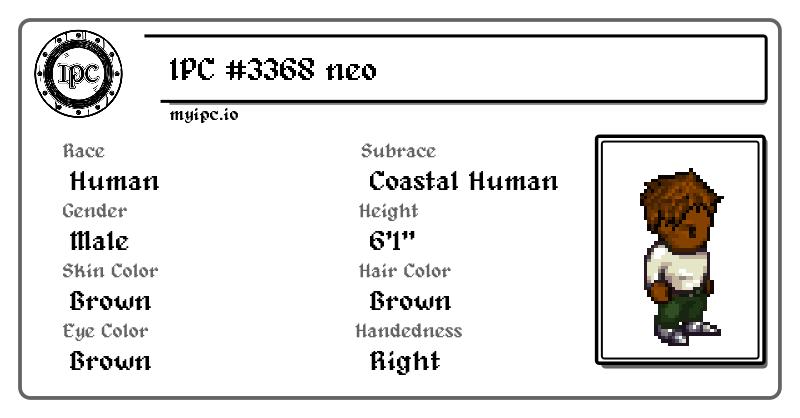 IPC
IPC #3368 neo
myipc.io
Race
Subrace
Human
Coastal Human
Gender
Height
Male
6'1"
Skin Color
Hair Color
Brown
Brown
Eye Color
Handedness
Brown
Right